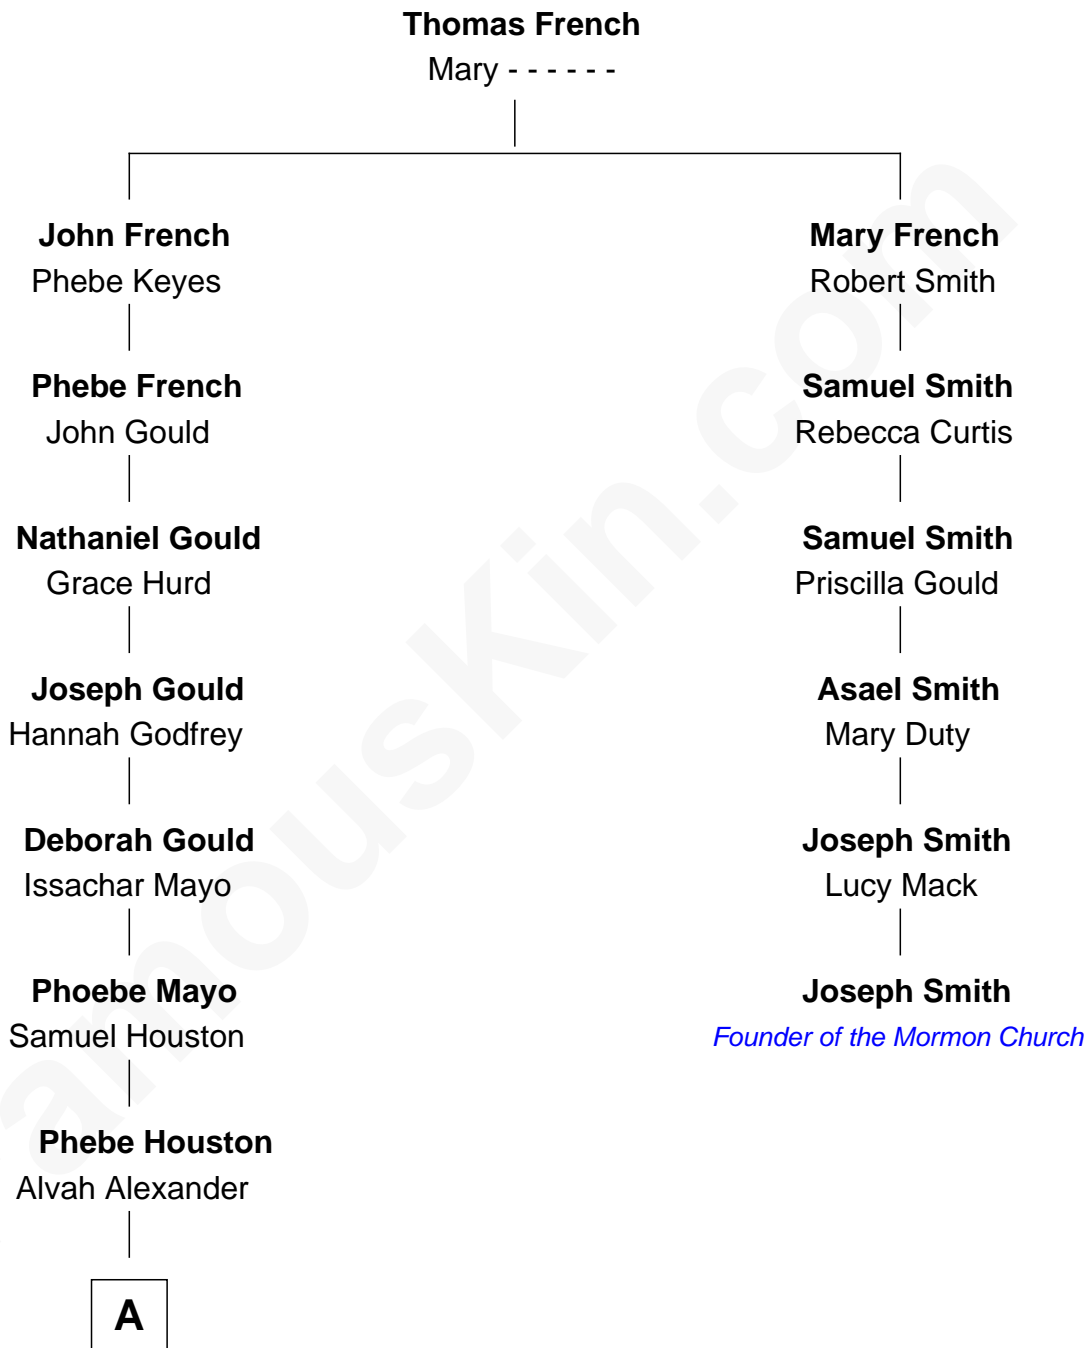 Thomas French
Mary - - - - - -
John French
Phebe Keyes
Mary French
Robert Smith
Phebe French
John Gould
Samuel Smith
Rebecca Curtis
Nathaniel Gould
Grace Hurd
Samuel Smith
Priscilla Gould
Joseph Gould
Hannah Godfrey
Asael Smith
Mary Duty
Deborah Gould
Issachar Mayo
Joseph Smith
Lucy Mack
Phoebe Mayo
Samuel Houston
Joseph Smith
Founder of the Mormon Church
Phebe Houston
Alvah Alexander
A
amousKin.com